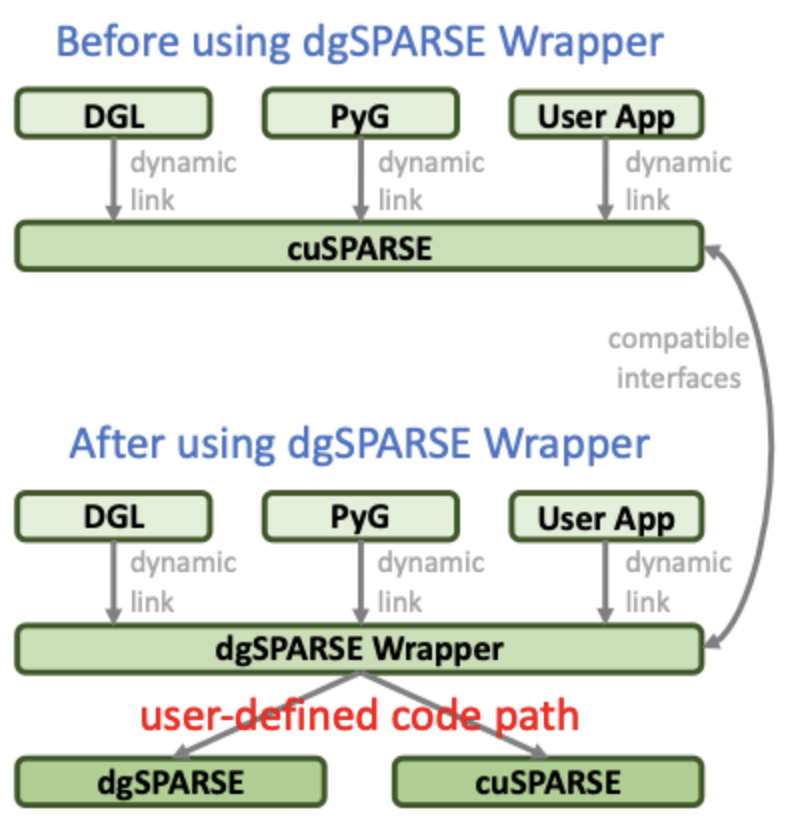 Before using dgSPARSE Wrapper
DGL PyG User App
dynamic dynamic dynamic
link link link
cuSPARSE
compatible
interfaces
After using dgSPARSE Wrapper
DGL PyG User App
dynamic dynamic dynamic
link link link
dgSPARSE Wrapper
user-defined code path
dgSPARSE cuSPARSE